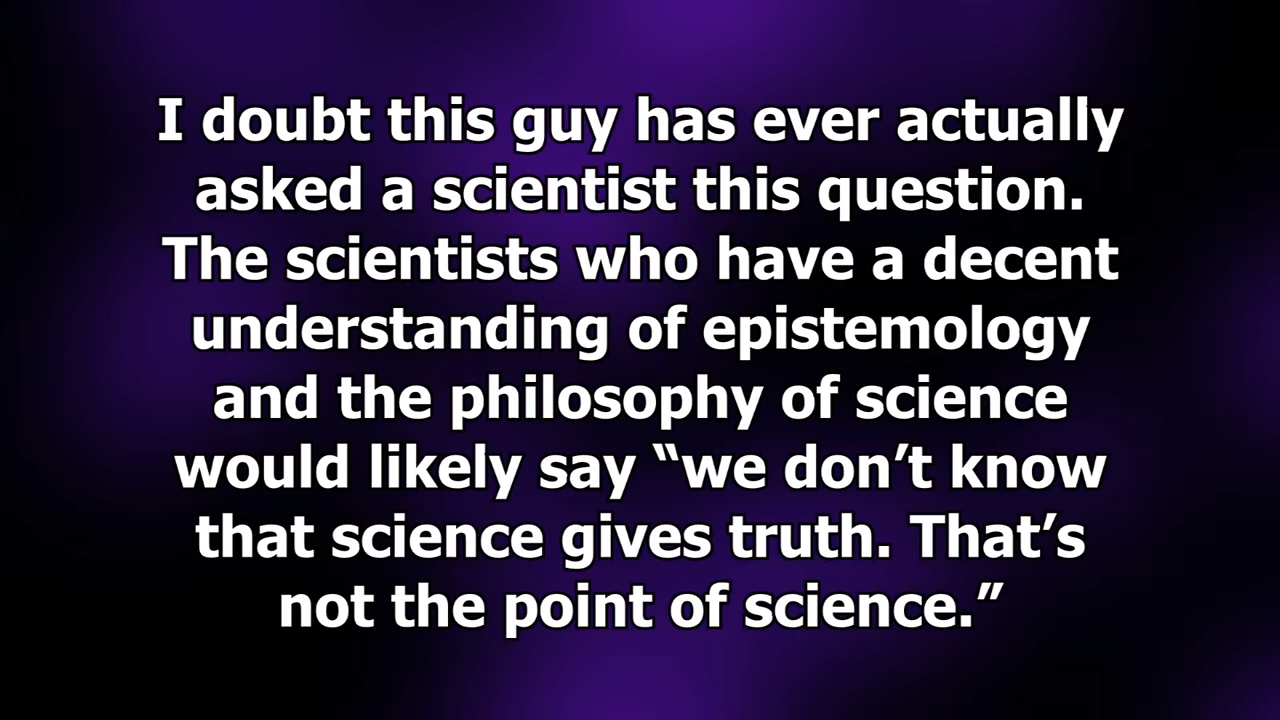 I doubt this guy has ever actually
asked a scientist this question.
The scientists who have a decent
understanding of epistemology
and the philosophy of science
would likely say “we don’t know
that science gives truth. That’s
not the point of science.”